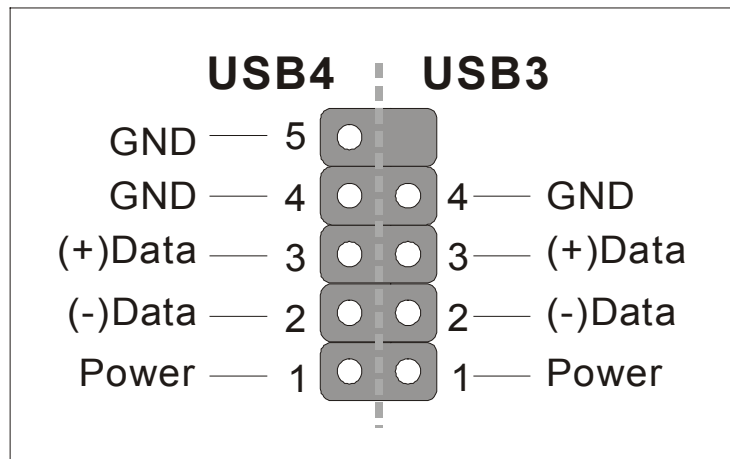 USB4 USB3
GND 5
GND 4 4 GND
(+)Data 3 3 (+)Data
(-)Data 2 2 (-)Data
Power 1 1 Power